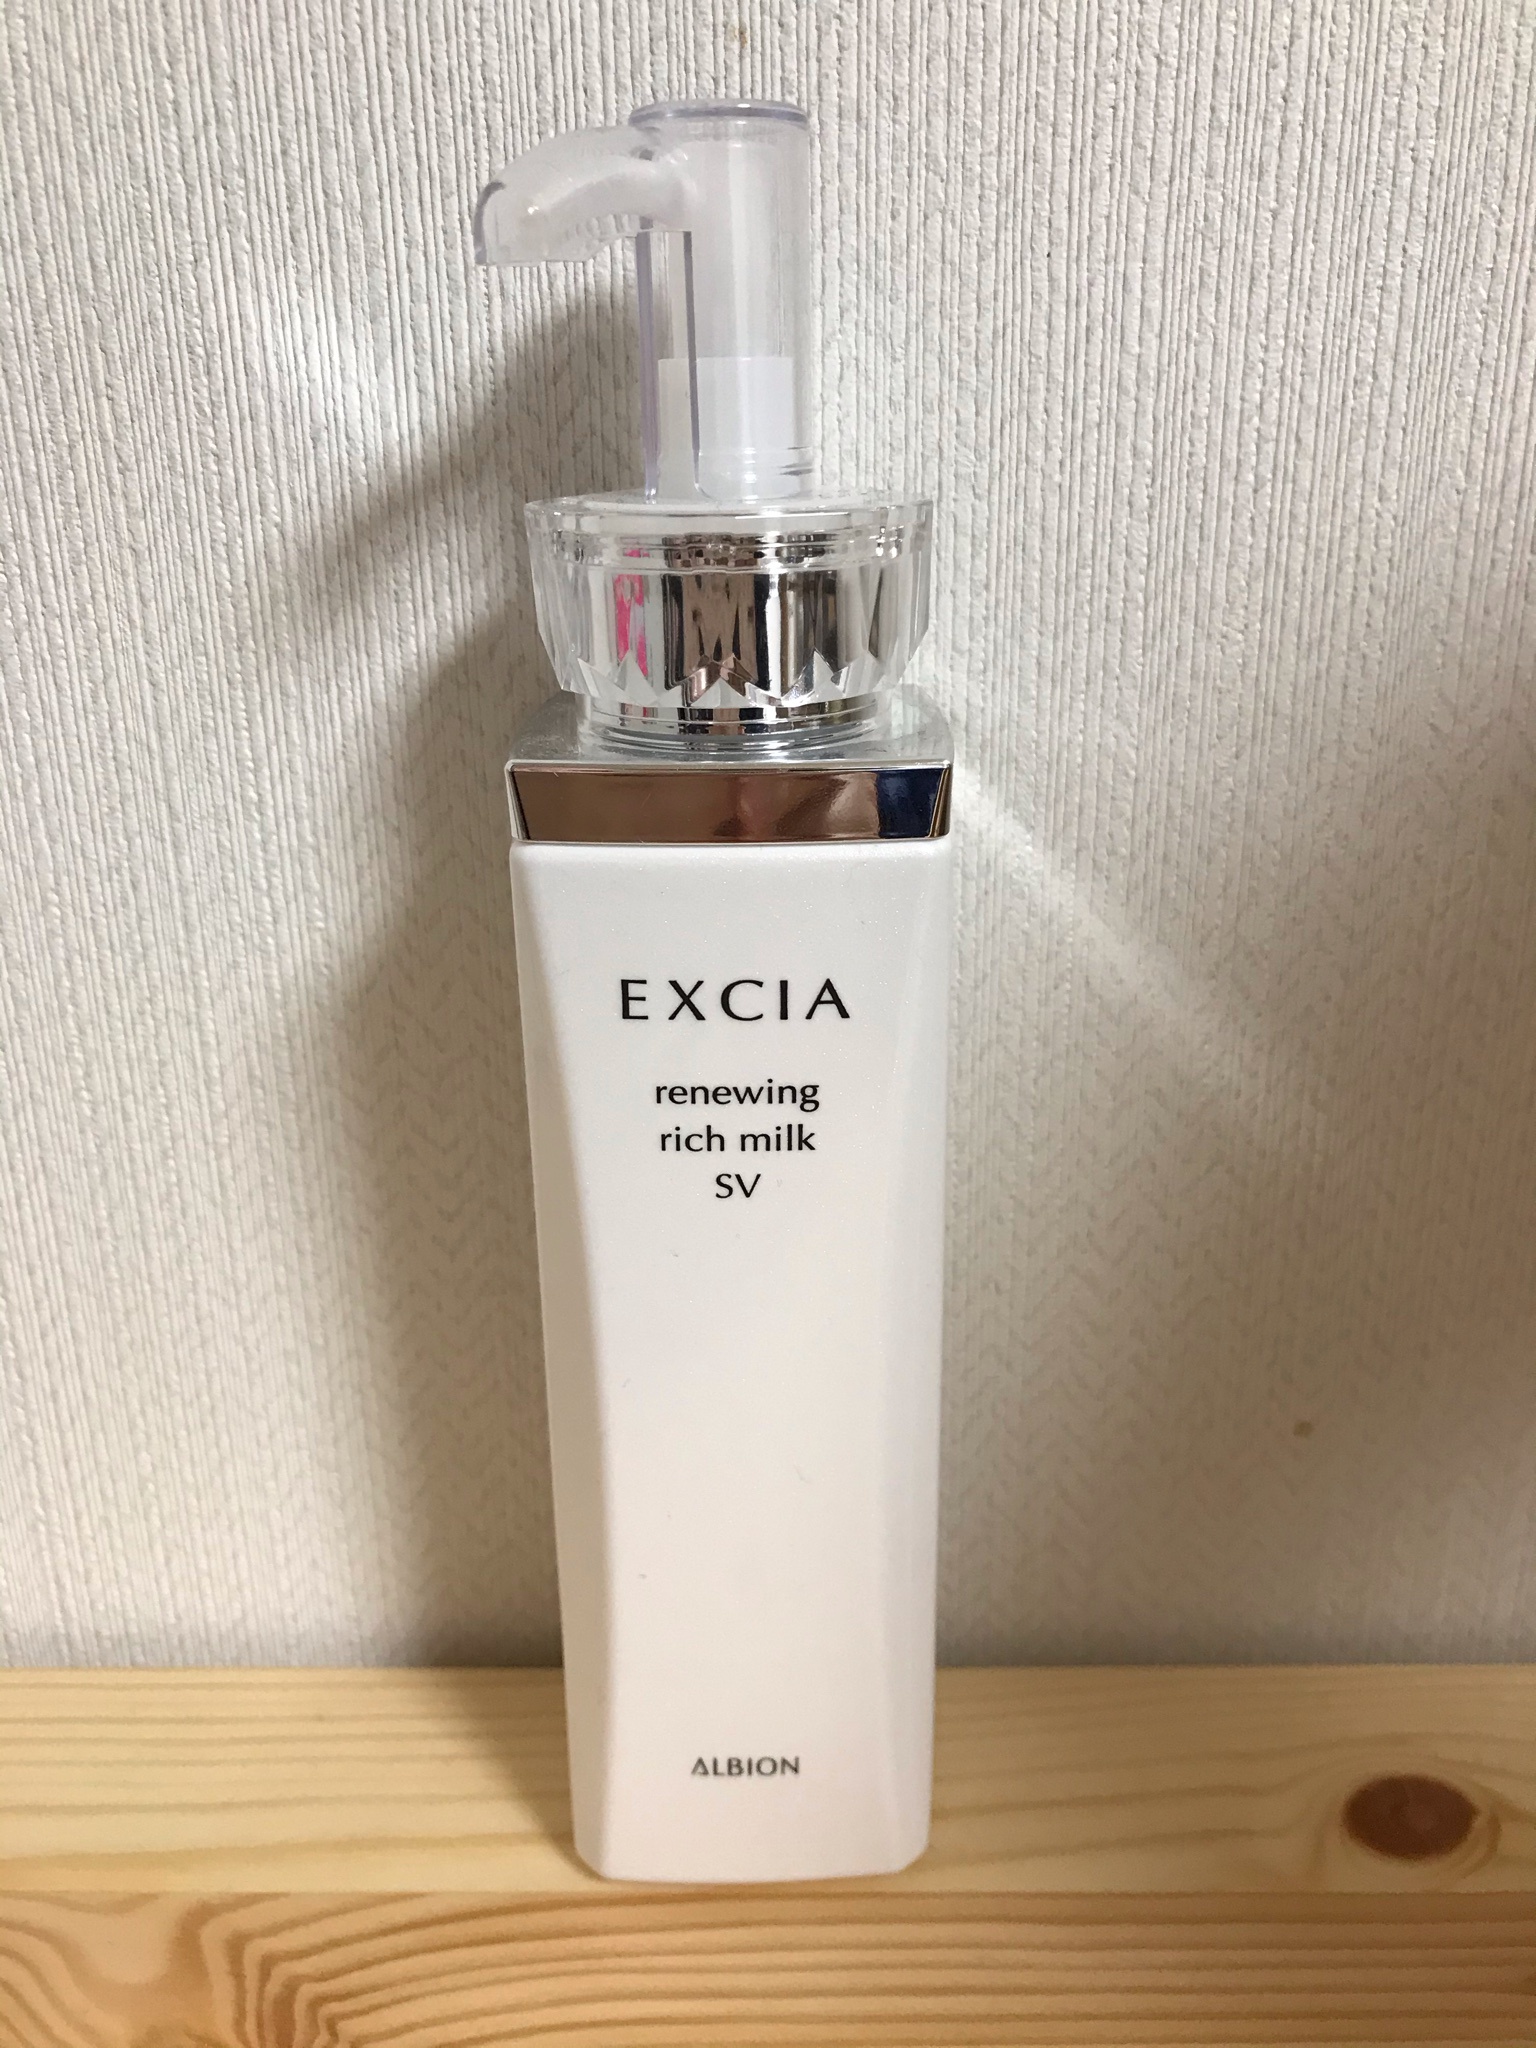 EXCIA
renewing
rich milk
SV
ALBION